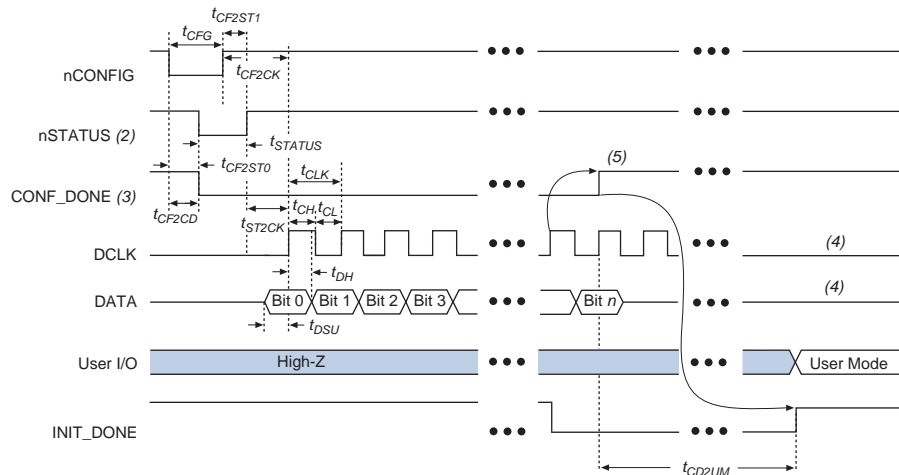 tCF2ST1
tCFG
nCONFIG
tCF2CK
nSTATUS (2)
tSTATUS
tCF2ST0
tCLK
(5)
CONF_DONE (3)
tCF2CD
tST2CK
tCH
tCL
DCLK
(4)
tDH
DATA
Bit 0
Bit 1
Bit 2
Bit 3
Bit n
(4)
tDSU
User I/O
High-Z
User Mode
INIT_DONE
tCD2UM